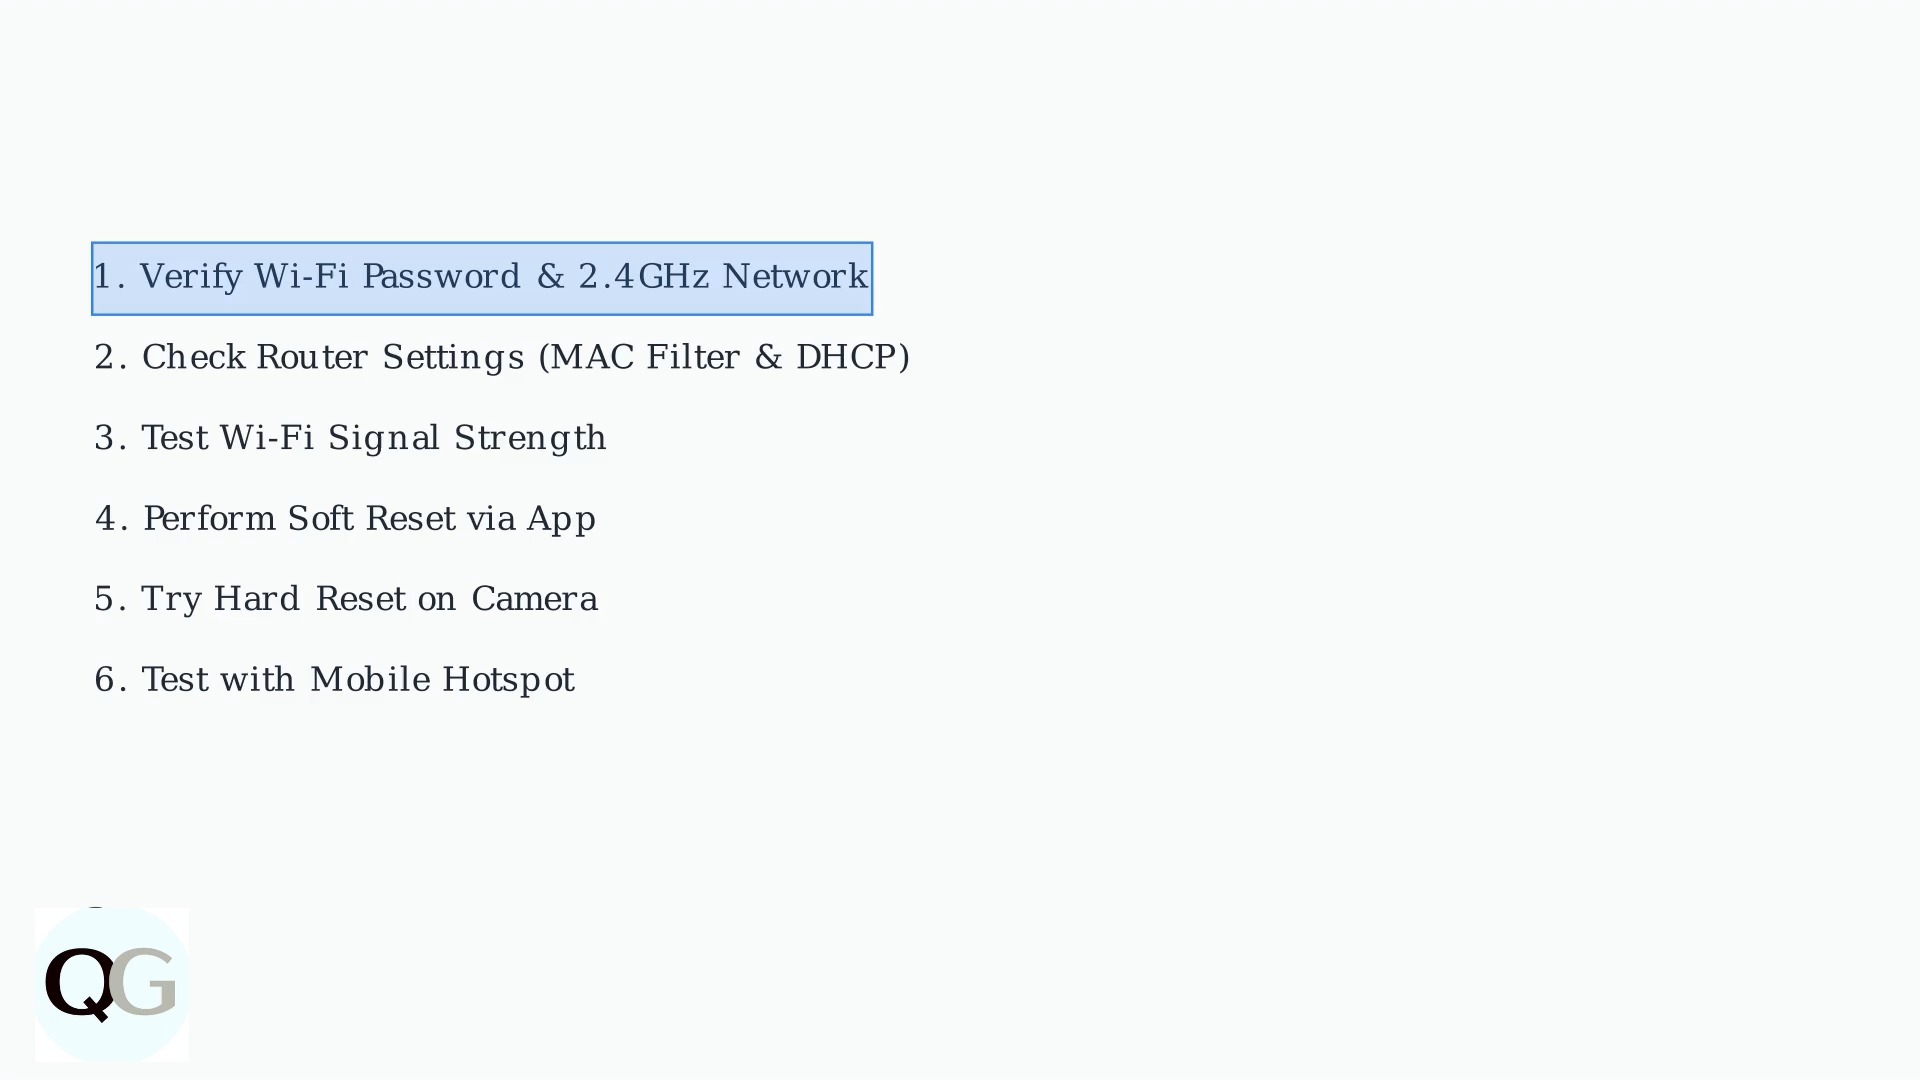 1. Verify Wi-Fi Password & 2.4GHz Network
2. Check Router Settings (MAC Filter & DHCP)
3. Test Wi-Fi Signal Strength
4. Perform Soft Reset via App
5. Try Hard Reset on Camera
6. Test with Mobile Hotspot
QG